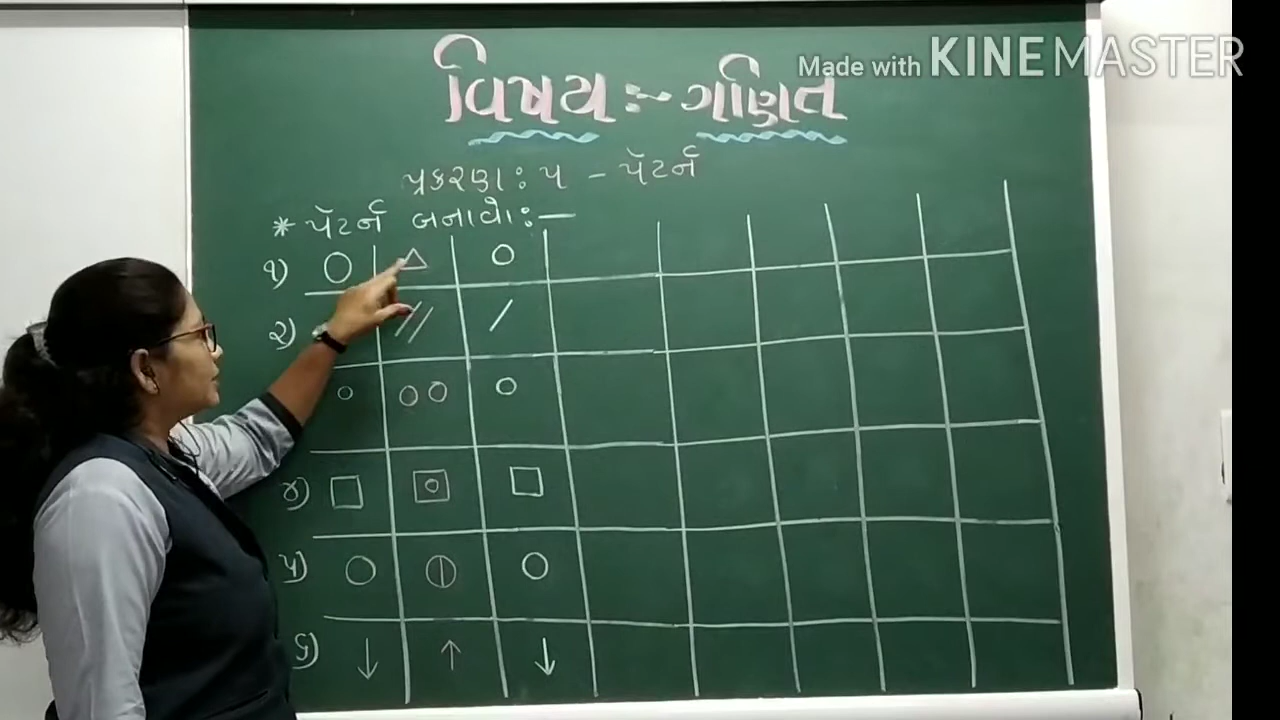 Made with KINEMASTER
વિષય :- ગણિત
પ્રકરણ : ૫ - પૅટર્ન
* પૅટર્ન બનાવો :-
૧)
૨)
૪)
૫)
૬)